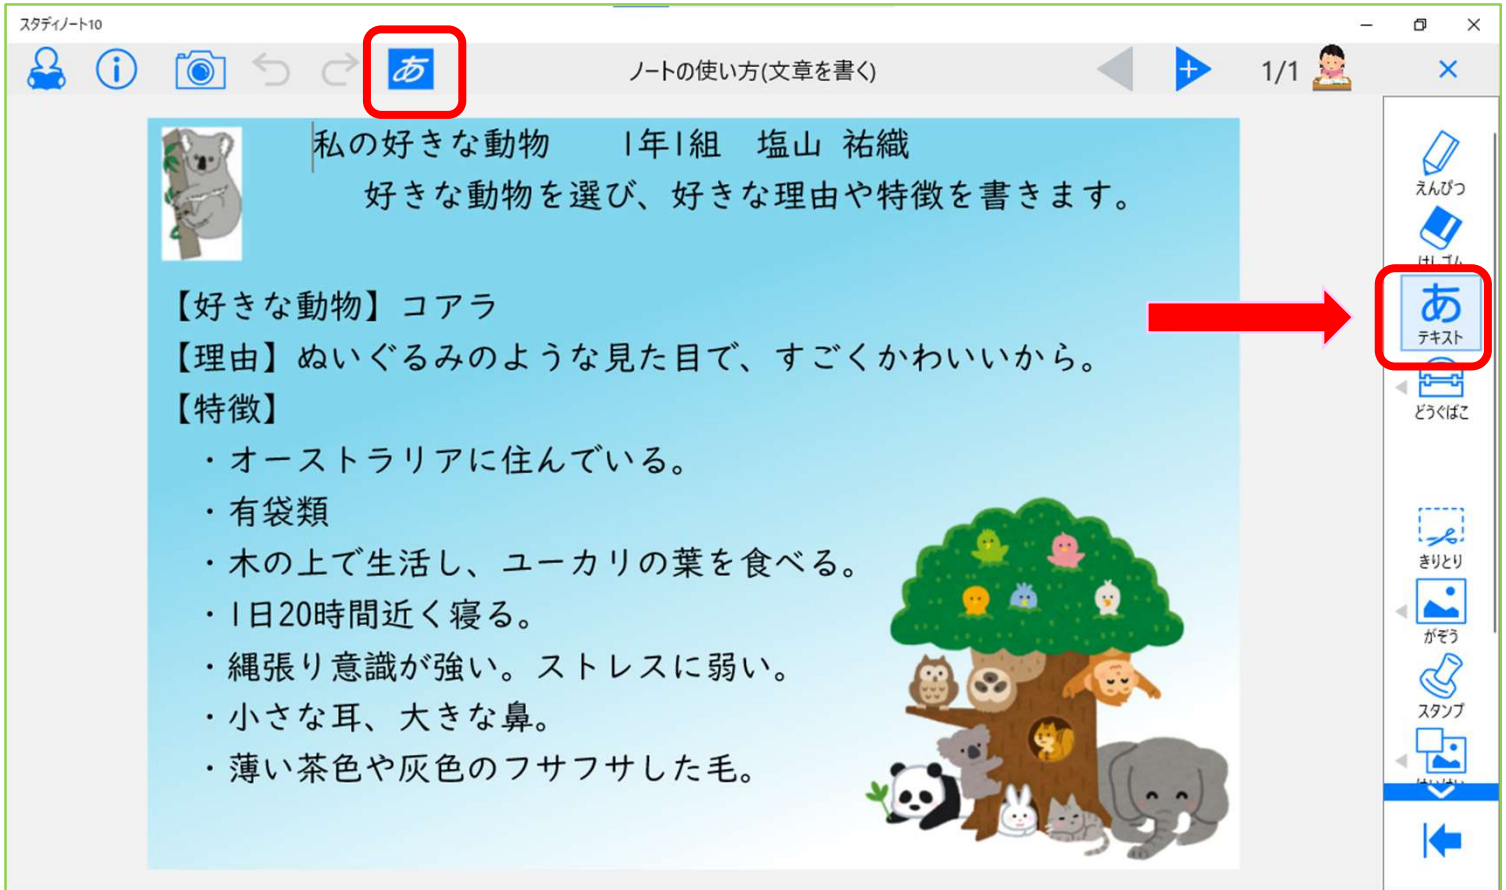 スタディノート10
あ
ノートの使い方(文章を書く)
1/1
私の好きな動物 1年1組 塩山 祐織
好きな動物を選び、好きな理由や特徴を書きます。
【好きな動物】コアラ
【理由】ぬいぐるみのような見た目で、すごくかわいいから。
【特徴】
・オーストラリアに住んでいる。
・有袋類
・木の上で生活し、ユーカリの葉を食べる。
・1日20時間近く寝る。
・縄張り意識が強い。ストレスに弱い。
・小さな耳、大きな鼻。
・薄い茶色や灰色のフサフサした毛。
えんぴつ
けしゴム
あ
テキスト
どうぐばこ
きりとり
がぞう
スタンプ